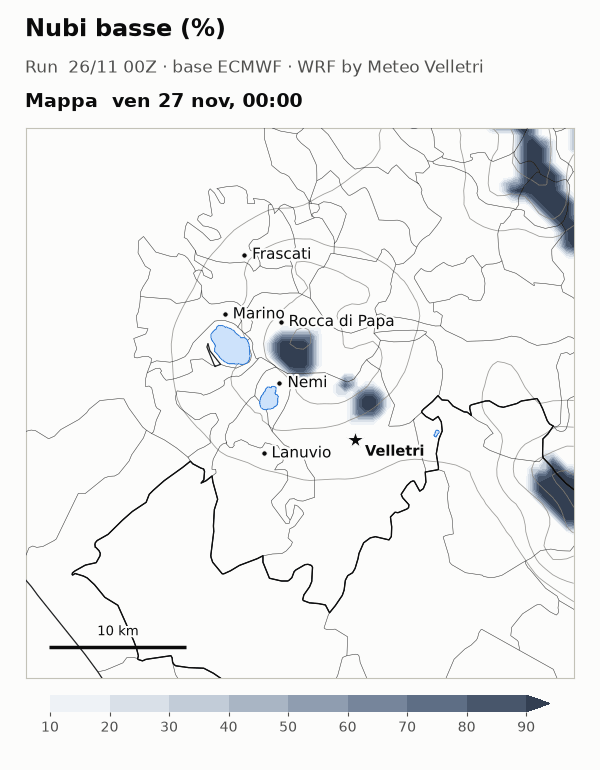 Nubi basse (%)
Run  26/11 00Z · base ECMWF · WRF by Meteo Velletri
Mappa  ven 27 nov, 00:00
Frascati
Marino
Rocca di Papa
Nemi
Velletri
Lanuvio
10 km
10 20 30 40 50 60 70 80 90